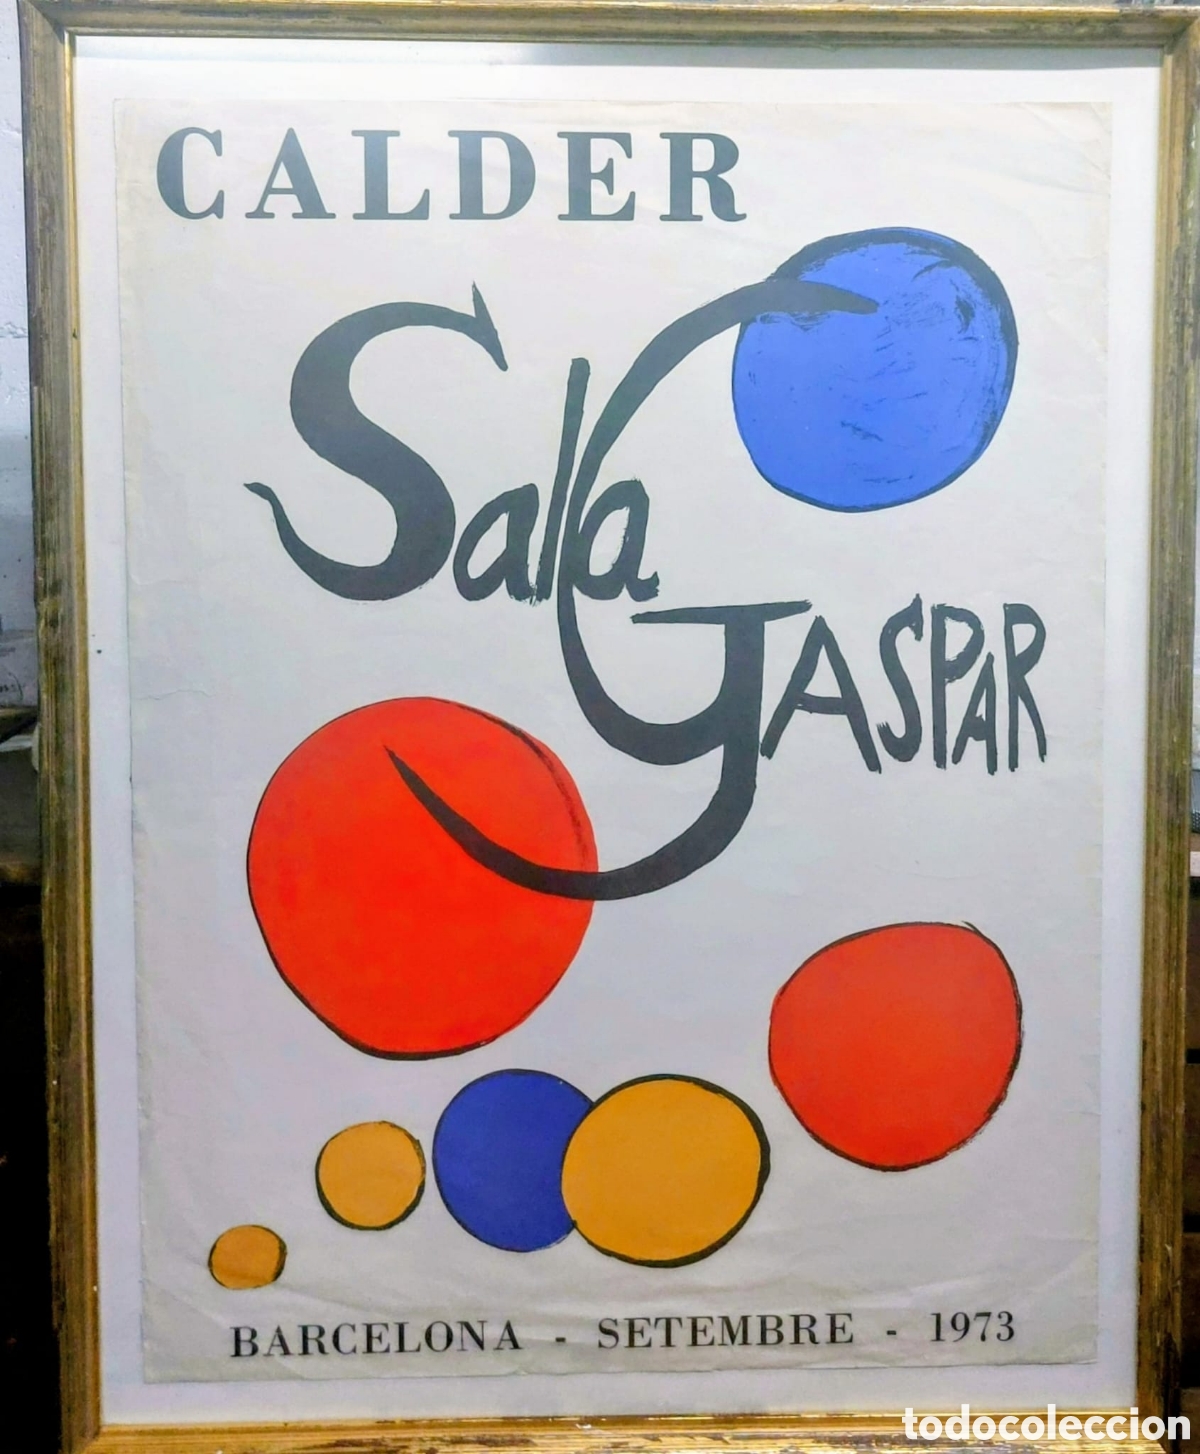 CALDER
Sala
GASPAR
BARCELONA - SETEMBRE - 1973
todocoleccion